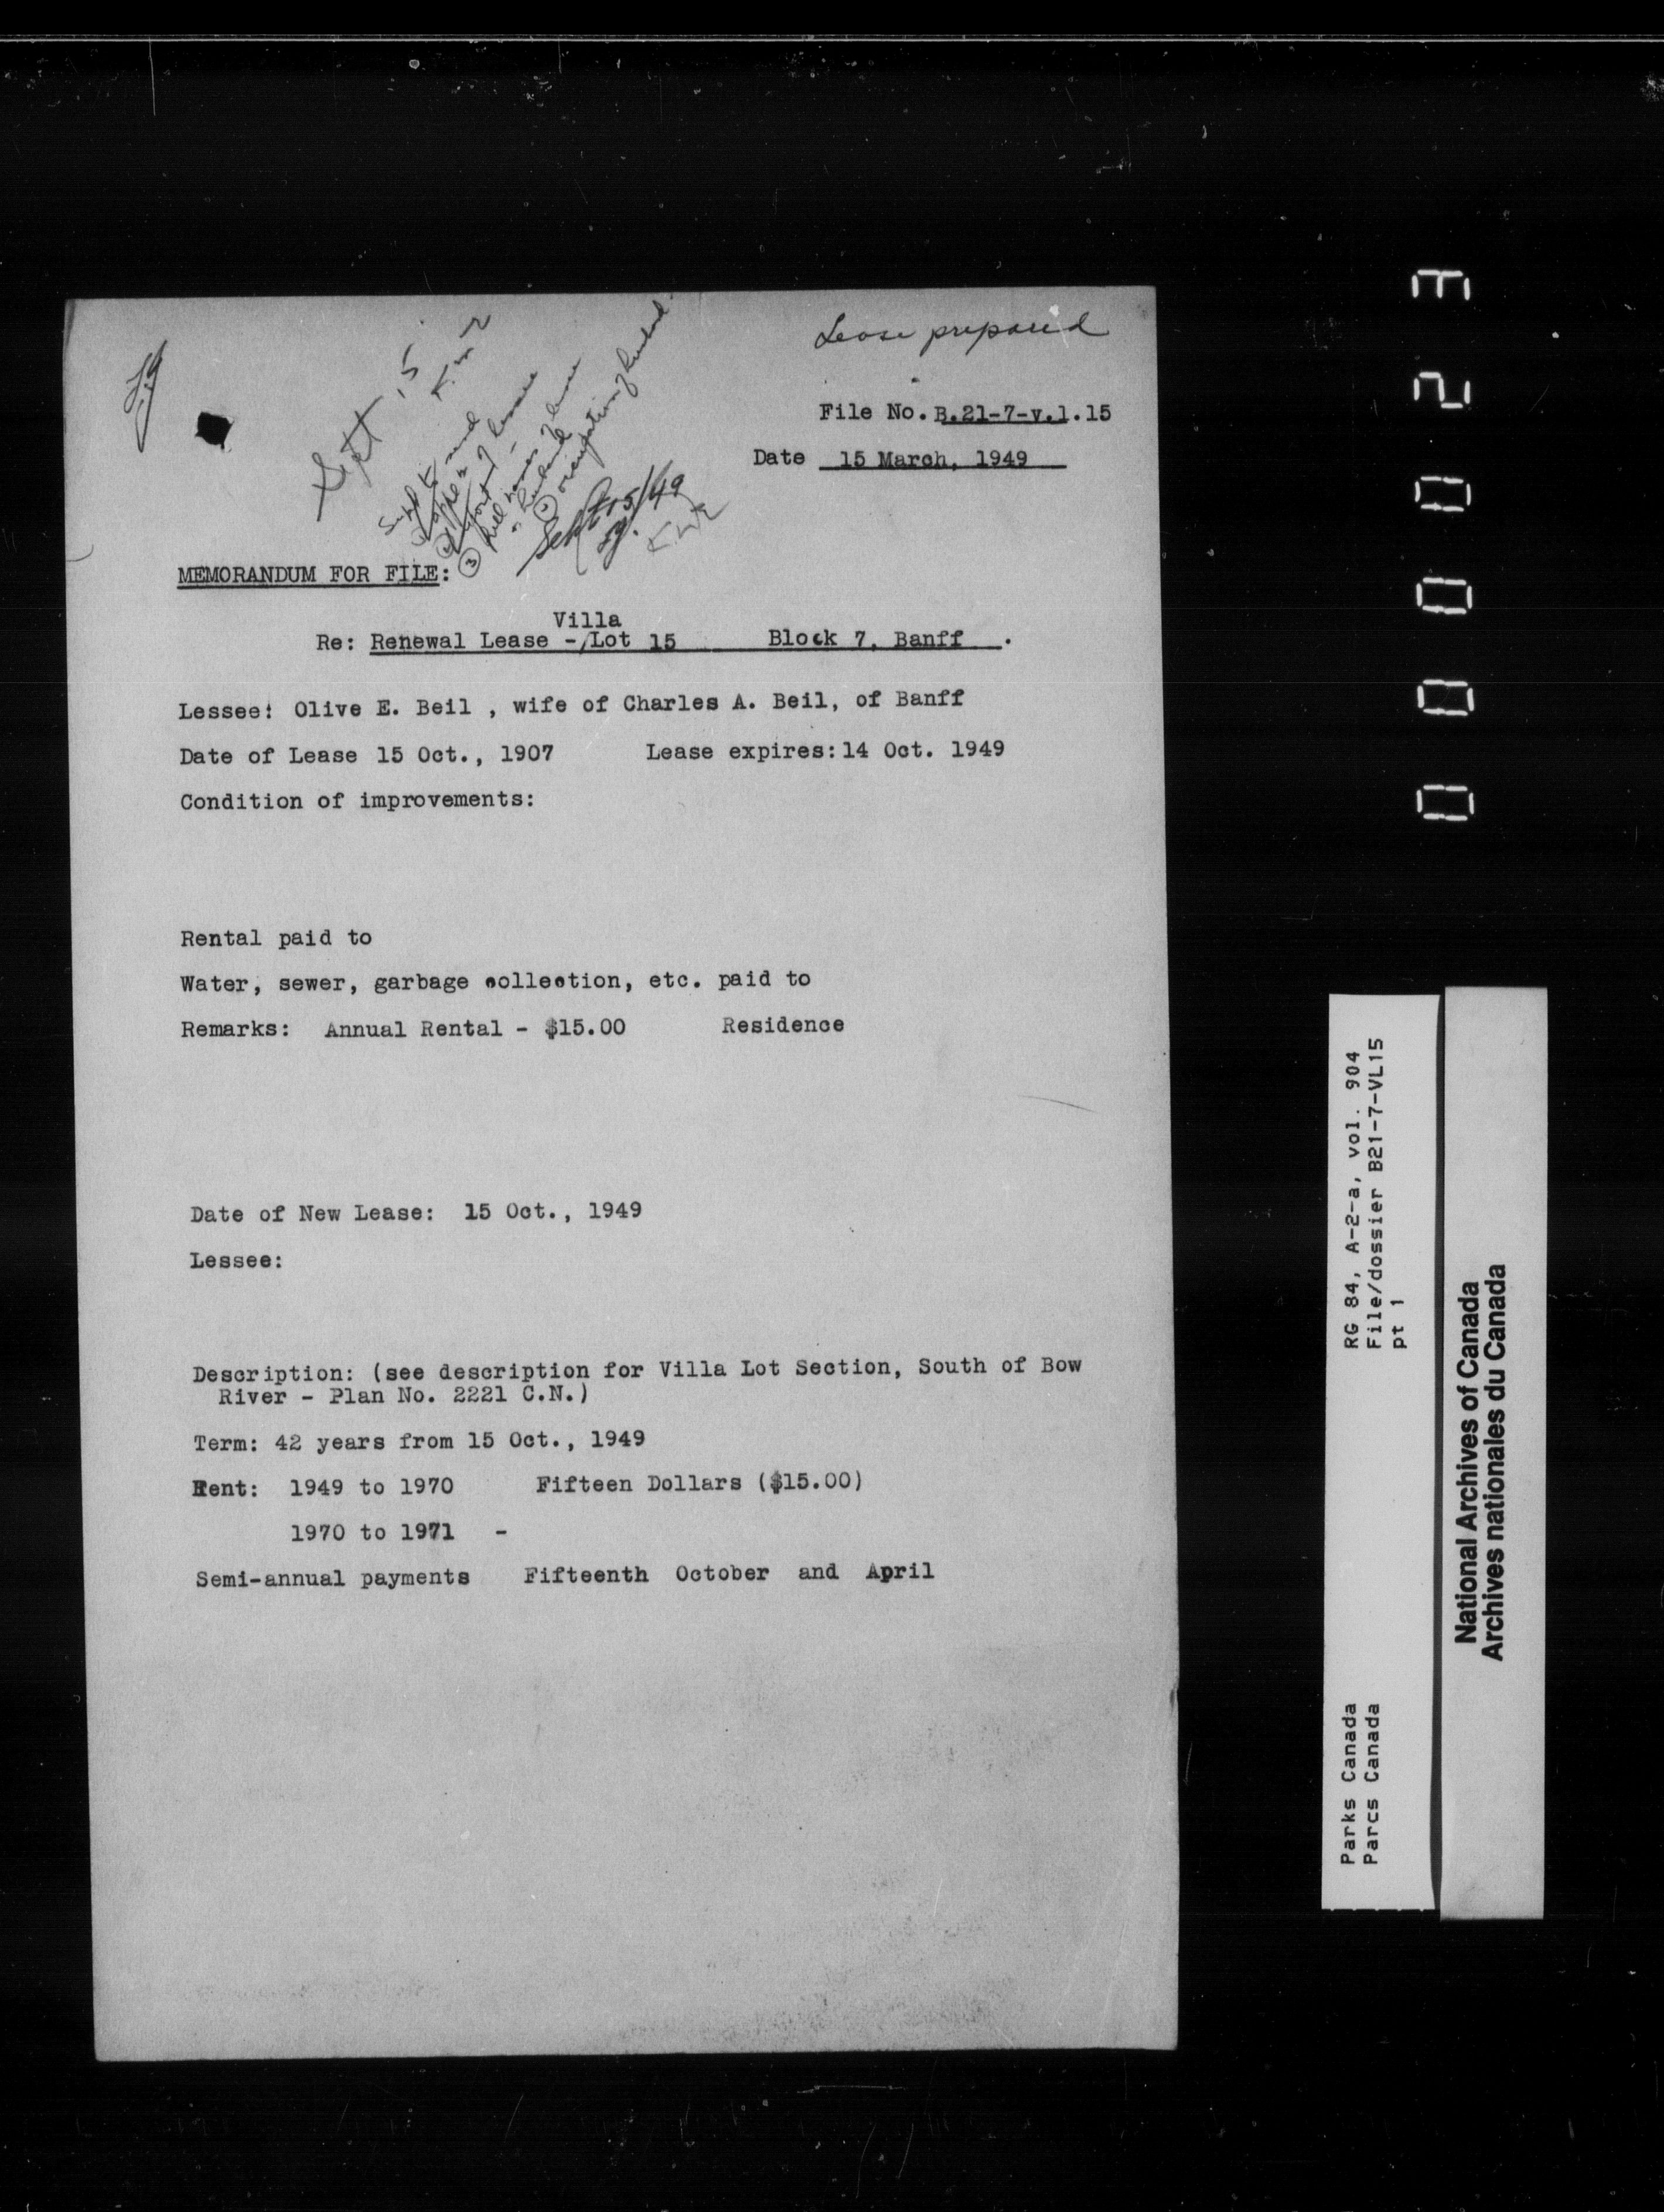 Lease prepared
Sept. 15
File No. B.21-7-v.1.15
Date 15 March, 1949
Sept 15/49
MEMORANDUM FOR FILE:
Villa
Re: Renewal Lease -/Lot 15 Block 7, Banff .
Lessee: Olive E. Beil , wife of Charles A. Beil, of Banff
Date of Lease 15 Oct., 1907 Lease expires: 14 Oct. 1949
Condition of improvements:
Rental paid to
Water, sewer, garbage collection, etc. paid to
Remarks: Annual Rental - $15.00 Residence
Date of New Lease: 15 Oct., 1949
Lessee:
Description: (see description for Villa Lot Section, South of Bow
River - Plan No. 2221 C.N.)
Term: 42 years from 15 Oct., 1949
Rent: 1949 to 1970 Fifteen Dollars ($15.00)
1970 to 1971 -
Semi-annual payments Fifteenth October and April
000023
RG 84, A-2-a, vol. 904
File/dossier B21-7-VL15
pt 1
Parks Canada
Parcs Canada
National Archives of Canada
Archives nationales du Canada